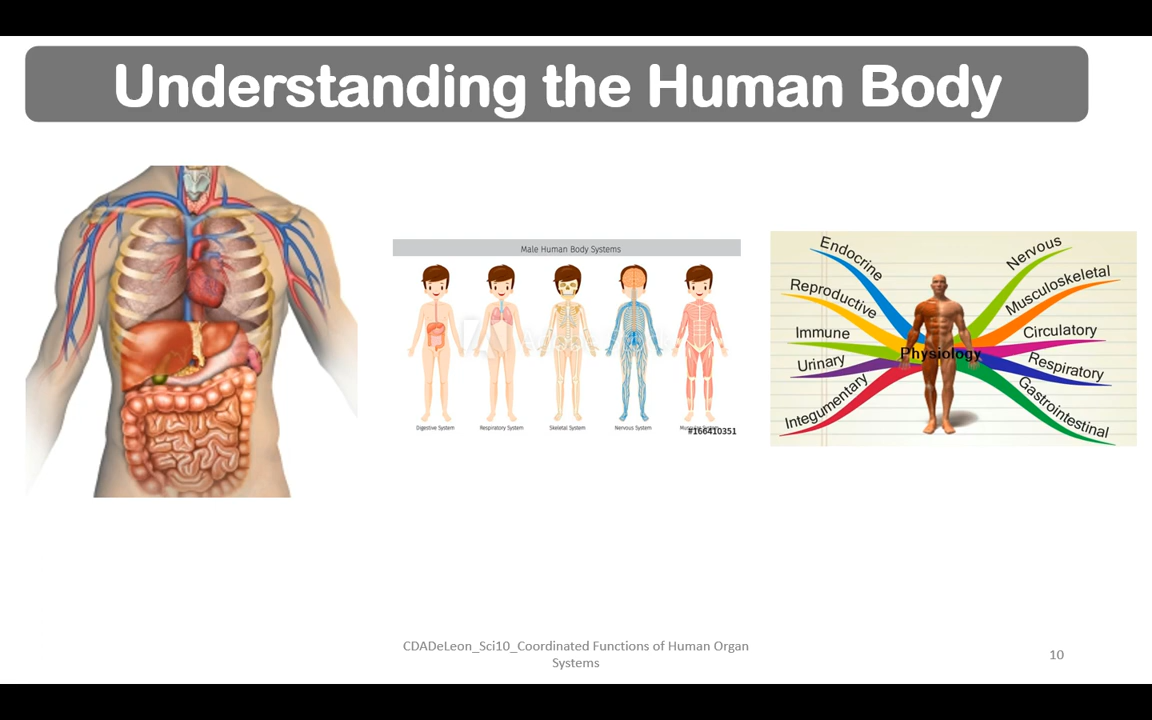 Understanding the Human Body
Male Human Body Systems
Digestive System
Respiratory System
Skeletal System
Nervous System
#166410351
Endocrine
Reproductive
Immune
Urinary
Integumentary
Physiology
Nervous
Musculoskeletal
Circulatory
Respiratory
Gastrointestinal
CDADeLeon_Sci10_Coordinated Functions of Human Organ
Systems
10